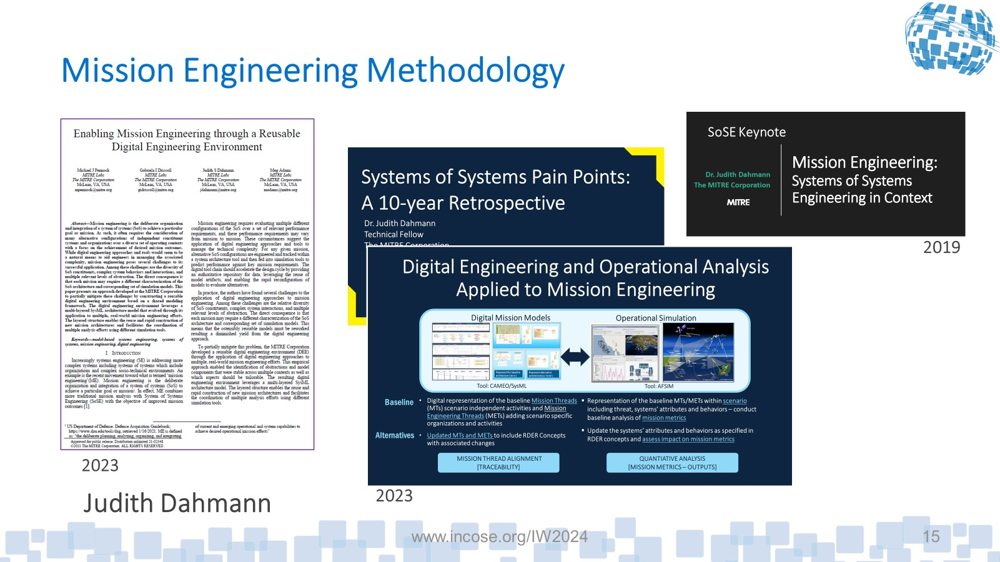 Mission Engineering Methodology
Enabling Mission Engineering through a Reusable
Digital Engineering Environment
Michael J Pennock
MITRE Labs
The MITRE Corporation
McLean, VA, USA
mpennock@mitre.org
Gabriela I Driscoll
MITRE Labs
The MITRE Corporation
McLean, VA, USA
gidriscoll@mitre.org
Judith S Dahmann
MITRE Labs
The MITRE Corporation
McLean, VA, USA
jdahmann@mitre.org
Meg Adams
MITRE Labs
The MITRE Corporation
McLean, VA, USA
madams@mitre.org
Abstract—Mission engineering is the deliberate organization
and integration of a system of systems (SoS) to achieve a particular
goal or mission. As such, it often requires the consideration of
many alternative configurations of independent constituent
systems and organizations over a diverse set of operating contexts
with a focus on the achievement of desired mission outcomes.
While digital engineering approaches and tools would seem to be
a natural means to aid engineers in managing the associated
complexity, mission engineering poses several challenges to its
successful application. Among these challenges are the diversity of
SoS constituents, complex system behaviors and interactions, and
multiple relevant levels of abstraction. The direct consequence is
that each mission may require a different characterization of the
SoS architecture and corresponding set of simulation models. This
paper presents an approach developed at the MITRE Corporation
to partially mitigate these challenges by constructing a reusable
digital engineering environment based on a shared modeling
framework. The digital engineering environment leverages a
multi-layered SysML architecture model that evolved through its
application to multiple, real-world mission engineering efforts.
The layered structure enables the reuse and rapid construction of
new mission architectures and facilitates the coordination of
multiple analysis efforts using different simulation tools.
Keywords—model-based systems engineering, systems of
systems, mission engineering, digital engineering
I. INTRODUCTION
Increasingly systems engineering (SE) is addressing more
complex systems including systems of systems which include
organizations and complex socio-technical environments. An
example is the recent movement toward what is termed 'mission
engineering'(ME). Mission engineering is the deliberate
organization and integration of a system of systems (SoS) to
achieve a particular goal or mission¹. In effect, ME combines
more traditional mission analysis with System of Systems
Engineering (SoSE) with the objective of improved mission
outcomes [1].
Mission engineering requires evaluating multiple different
configurations of the SoS over a set of relevant performance
requirements, and these performance requirements may vary
from mission to mission. These circumstances suggest the
application of digital engineering approaches and tools to
manage the technical complexity. For any given mission,
alternative SoS configurations are engineered and tracked within
a system architecture tool and then fed into simulation tools to
predict performance against key mission requirements. The
digital tool chain should accelerate the design cycle by providing
an authoritative repository for data, leveraging the reuse of
model artifacts, and enabling the rapid reconfiguration of
models to evaluate alternatives.
In practice, the authors have found several challenges to the
application of digital engineering approaches to mission
engineering. Among these challenges are the relative diversity
of SoS constituents, complex system interactions, and multiple
relevant levels of abstraction. The direct consequence is that
each mission may require a different characterization of the SoS
architecture and corresponding set of simulation models. This
means that the ostensibly reusable models must be reworked
resulting a diminished yield from the digital engineering
approach.
To partially mitigate this problem, the MITRE Corporation
developed a reusable digital engineering environment (DEE)
through the application of digital engineering approaches to
multiple, real-world mission engineering efforts. This empirical
approach enabled the identification of abstractions and model
components that were stable across multiple contexts as well as
which aspects should be tailorable. The resulting digital
engineering environment leverages a multi-layered SysML
architecture model. The layered structure enables the reuse and
rapid construction of new mission architectures and facilitates
the coordination of multiple analysis efforts using different
simulation tools.
¹ US Department of Defense. Defense Acquisition Guidebook;
https://www.dau.edu/tools/dag, retrieved 1/16/2021. ME is defined
as: "the deliberate planning, analyzing, organizing, and integrating
of current and emerging operational and system capabilities to
achieve desired operational mission effects"
Approved for public release. Distribution unlimited 21-02348
©2021 The MITRE Corporation. ALL RIGHTS RESERVED.
2023
Judith Dahmann
Systems of Systems Pain Points:
A 10-year Retrospective
Dr. Judith Dahmann
Technical Fellow
The MITRE Corporation
SoSE Keynote
Dr. Judith Dahmann
The MITRE Corporation
MITRE
Mission Engineering:
Systems of Systems
Engineering in Context
2019
Digital Engineering and Operational Analysis
Applied to Mission Engineering
Digital Mission Models
Operational Simulation
Tool: CAMEO/SysML
Tool: AFSIM
Baseline
• Digital representation of the baseline Mission Threads
(MTs) scenario independent activities and Mission
Engineering Threads (METs) adding scenario specific
organizations and activities
▪ Representation of the baseline MTs/METs within scenario
including threat, systems' attributes and behaviors – conduct
baseline analysis of mission metrics
Alternatives
• Updated MTs and METs to include RDER Concepts
with associated changes
▪ Update the systems' attributes and behaviors as specified in
RDER concepts and assess impact on mission metrics
MISSION THREAD ALIGNMENT
[TRACEABILITY]
QUANTITATIVE ANALYSIS
[MISSION METRICS – OUTPUTS]
2023
www.incose.org/IW2024
15